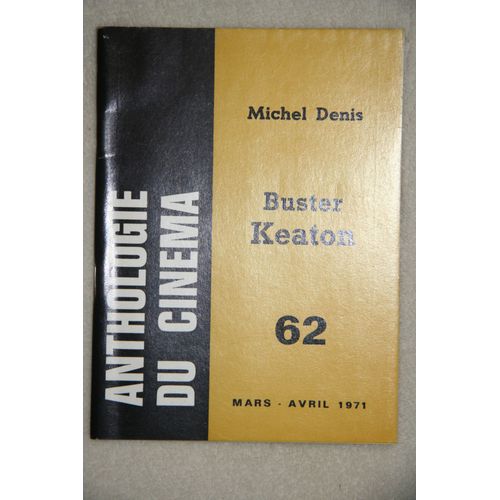 ANTHOLOGIE
DU CINEMA
Michel Denis
Buster
Keaton
62
MARS - AVRIL 1971